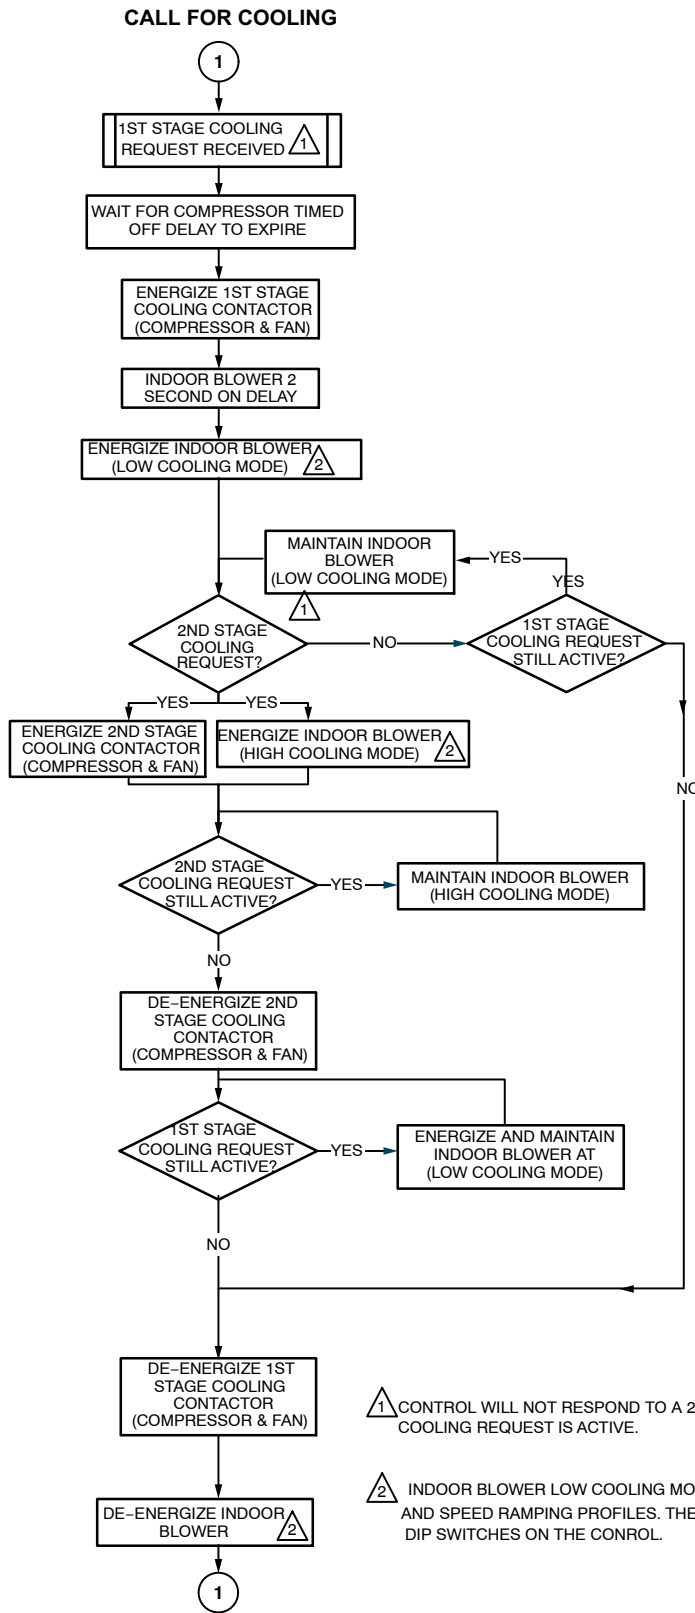 CALL FOR COOLING
1
1ST STAGE COOLING
REQUEST RECEIVED 1
WAIT FOR COMPRESSOR TIMED
OFF DELAY TO EXPIRE
ENERGIZE 1ST STAGE
COOLING CONTACTOR
(COMPRESSOR & FAN)
INDOOR BLOWER 2
SECOND ON DELAY
ENERGIZE INDOOR BLOWER
(LOW COOLING MODE) 2
MAINTAIN INDOOR
BLOWER
(LOW COOLING MODE)
YES
YES
1
2ND STAGE
COOLING
REQUEST?
NO
1ST STAGE
COOLING REQUEST
STILL ACTIVE?
YES
YES
ENERGIZE 2ND STAGE
COOLING CONTACTOR
(COMPRESSOR & FAN)
ENERGIZE INDOOR BLOWER
(HIGH COOLING MODE) 2
NO
2ND STAGE
COOLING REQUEST
STILL ACTIVE?
YES
MAINTAIN INDOOR BLOWER
(HIGH COOLING MODE)
NO
DE-ENERGIZE 2ND
STAGE COOLING
CONTACTOR
(COMPRESSOR & FAN)
1ST STAGE
COOLING REQUEST
STILL ACTIVE?
YES
ENERGIZE AND MAINTAIN
INDOOR BLOWER AT
(LOW COOLING MODE)
NO
DE-ENERGIZE 1ST
STAGE COOLING
CONTACTOR
(COMPRESSOR & FAN)
1 CONTROL WILL NOT RESPOND TO A 2
COOLING REQUEST IS ACTIVE.
2 INDOOR BLOWER LOW COOLING MO
AND SPEED RAMPING PROFILES. THE
DIP SWITCHES ON THE CONROL.
DE-ENERGIZE INDOOR
BLOWER 2
1